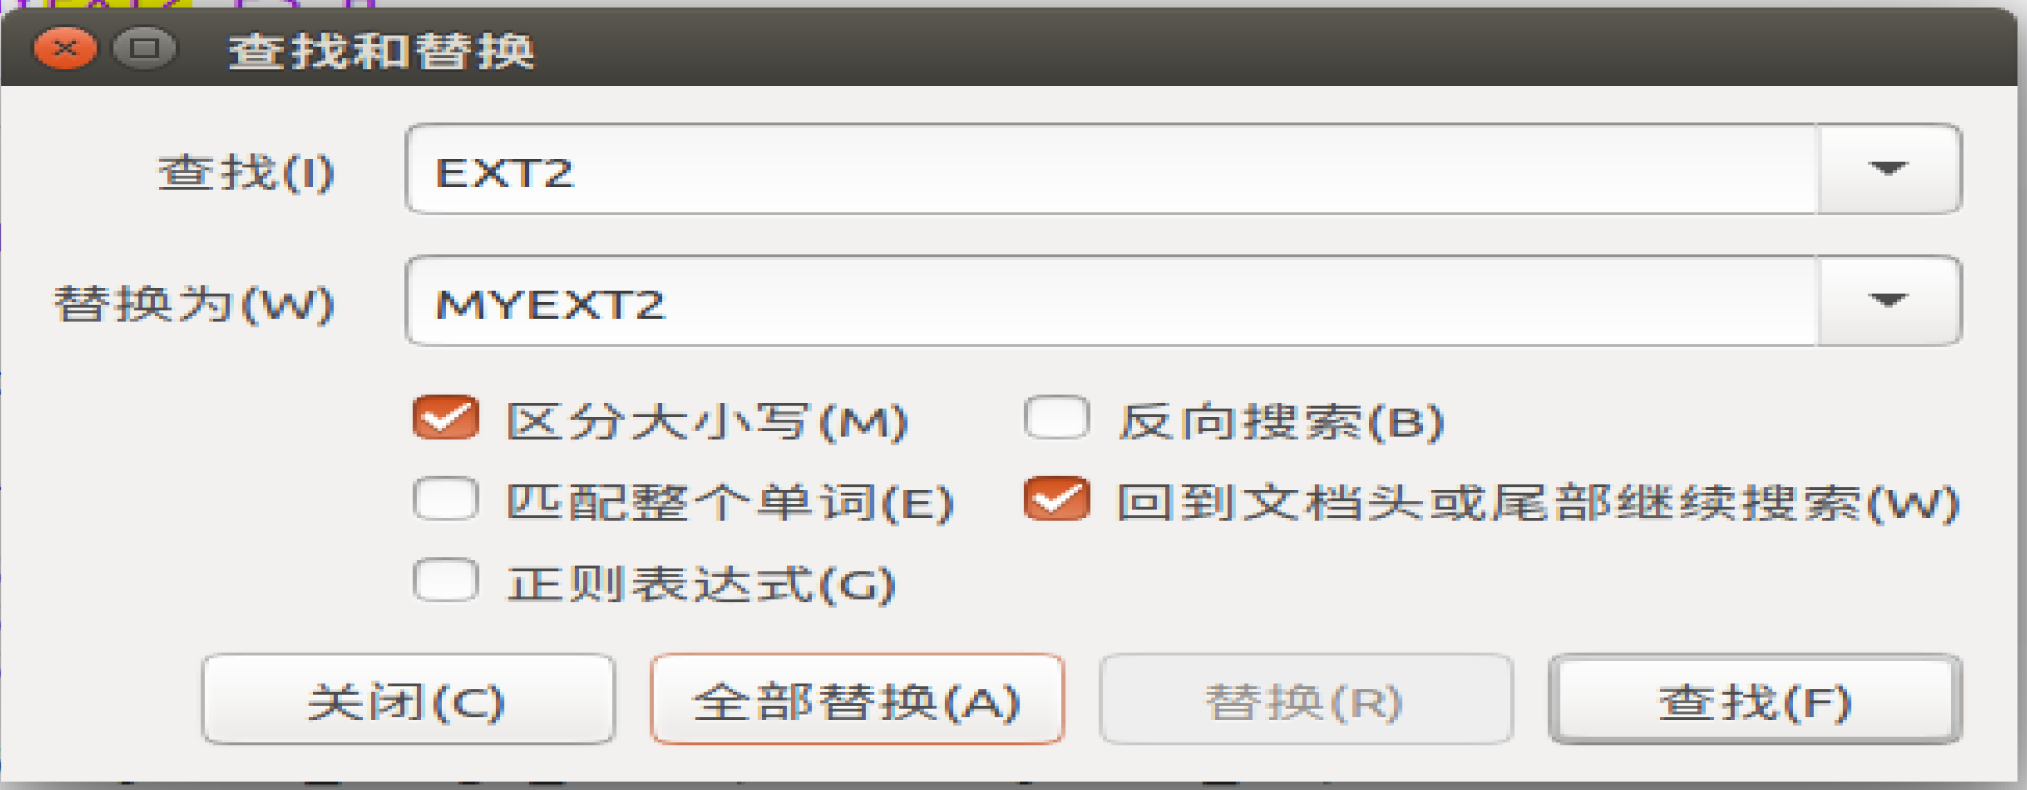 查找和替换
查找(I) EXT2
替换为(W) MYEXT2
区分大小写(M) 反向搜索(B)
匹配整个单词(E) 回到文档头或尾部继续搜索(W)
正则表达式(G)
关闭(C) 全部替换(A) 替换(R) 查找(F)